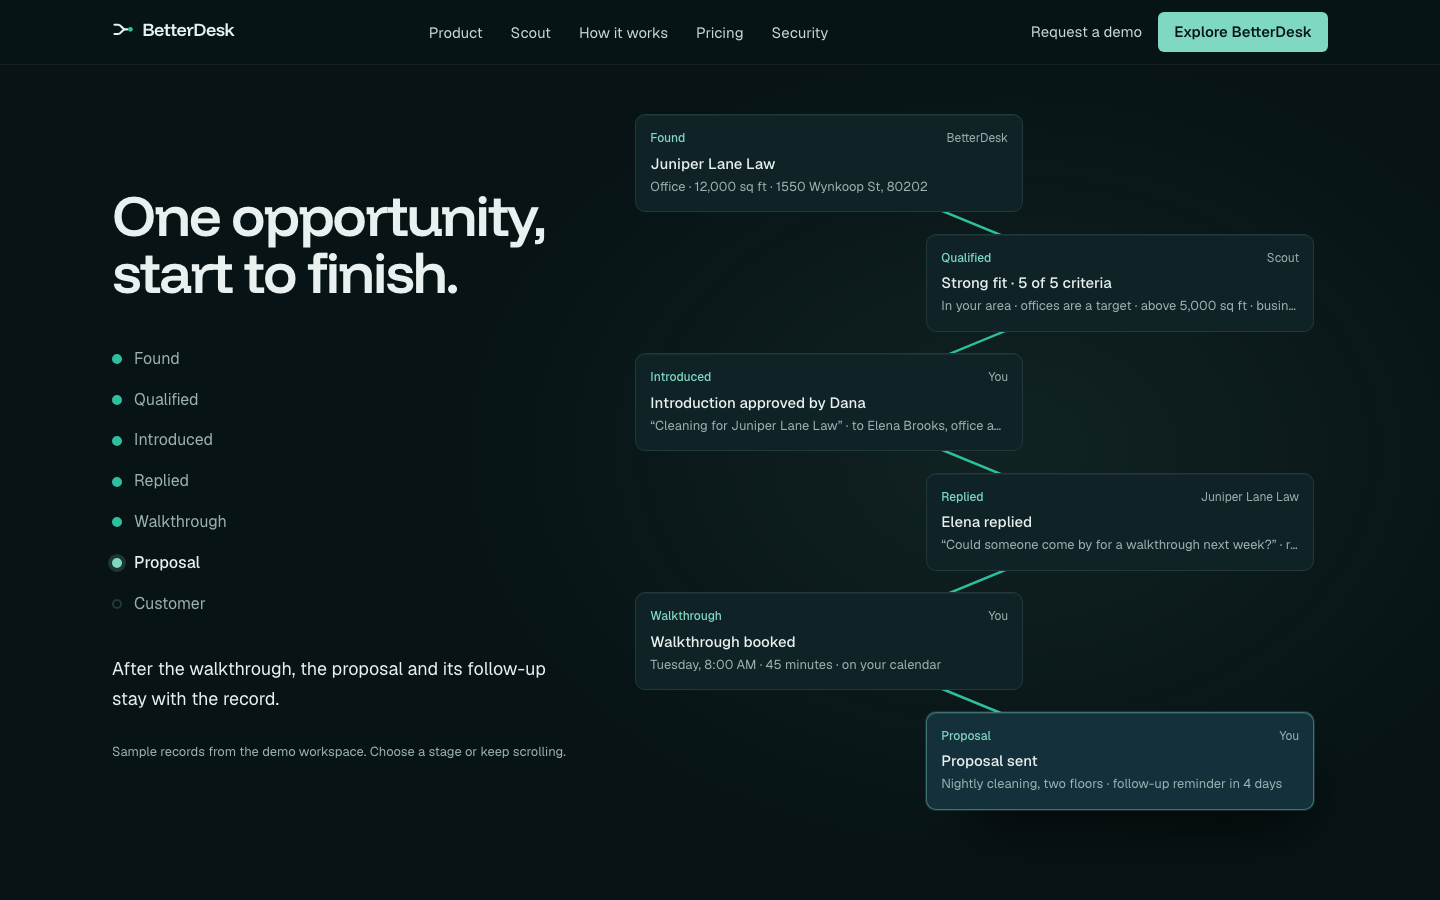 BetterDesk
Product
Scout
How it works
Pricing
Security
Request a demo
Explore BetterDesk
One opportunity,
start to finish.
Found
Qualified
Introduced
Replied
Walkthrough
Proposal
Customer
After the walkthrough, the proposal and its follow-up
stay with the record.
Sample records from the demo workspace. Choose a stage or keep scrolling.
Found
BetterDesk
Juniper Lane Law
Office · 12,000 sq ft · 1550 Wynkoop St, 80202
Qualified
Scout
Strong fit · 5 of 5 criteria
In your area · offices are a target · above 5,000 sq ft · busin…
Introduced
You
Introduction approved by Dana
“Cleaning for Juniper Lane Law” · to Elena Brooks, office a…
Replied
Juniper Lane Law
Elena replied
“Could someone come by for a walkthrough next week?” · r…
Walkthrough
You
Walkthrough booked
Tuesday, 8:00 AM · 45 minutes · on your calendar
Proposal
You
Proposal sent
Nightly cleaning, two floors · follow-up reminder in 4 days